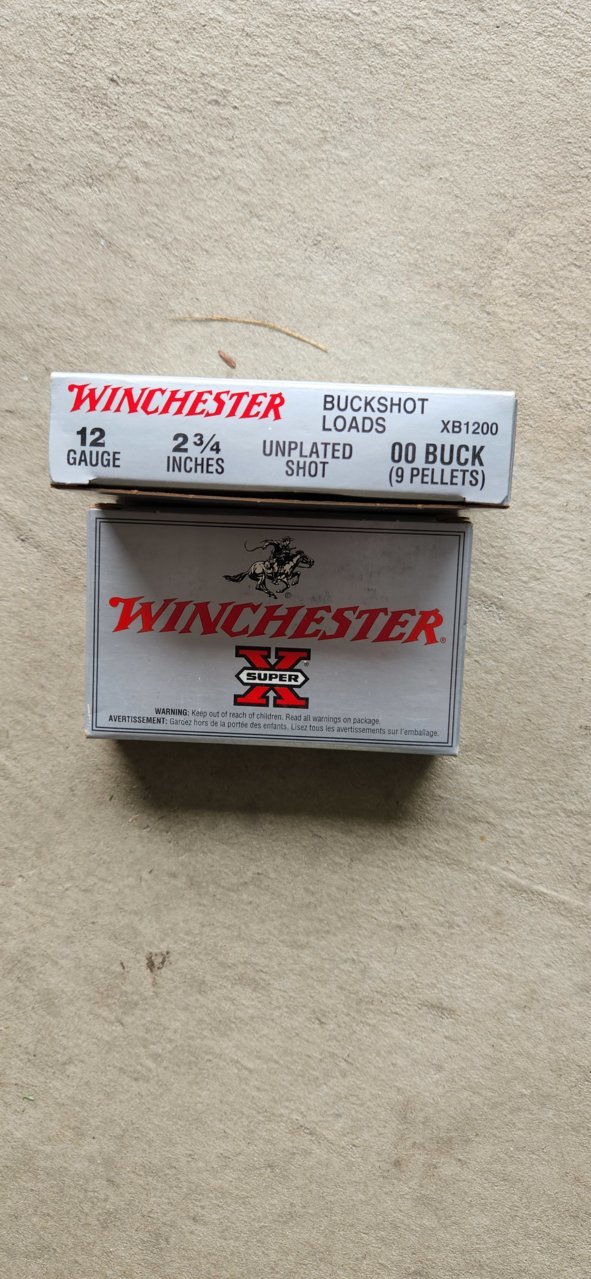 WINCHESTER
BUCKSHOT
LOADS
XB1200
12
GAUGE
2 3/4
INCHES
UNPLATED
SHOT
00 BUCK
(9 PELLETS)
WINCHESTER®
SUPER X®
WARNING: Keep out of reach of children. Read all warnings on package.
AVERTISSEMENT: Gardez hors de la portée des enfants. Lisez tous les avertissements sur l'emballage.